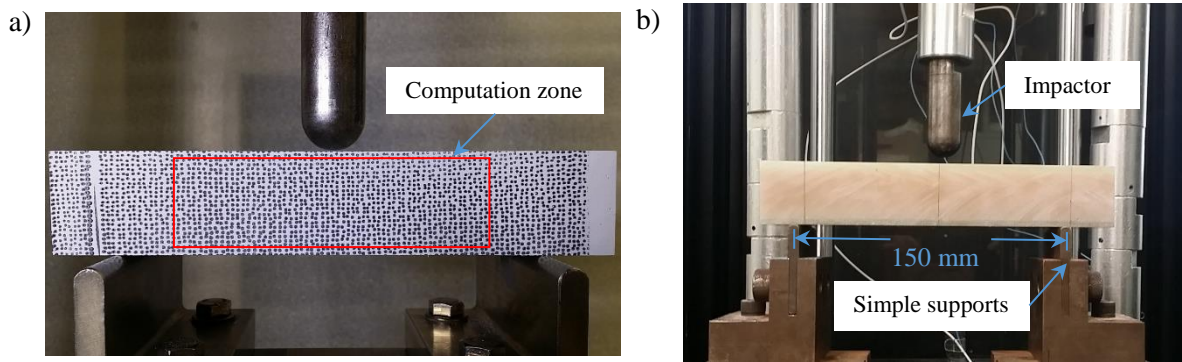 a)
Computation zone
b)
Impactor
150 mm
Simple supports